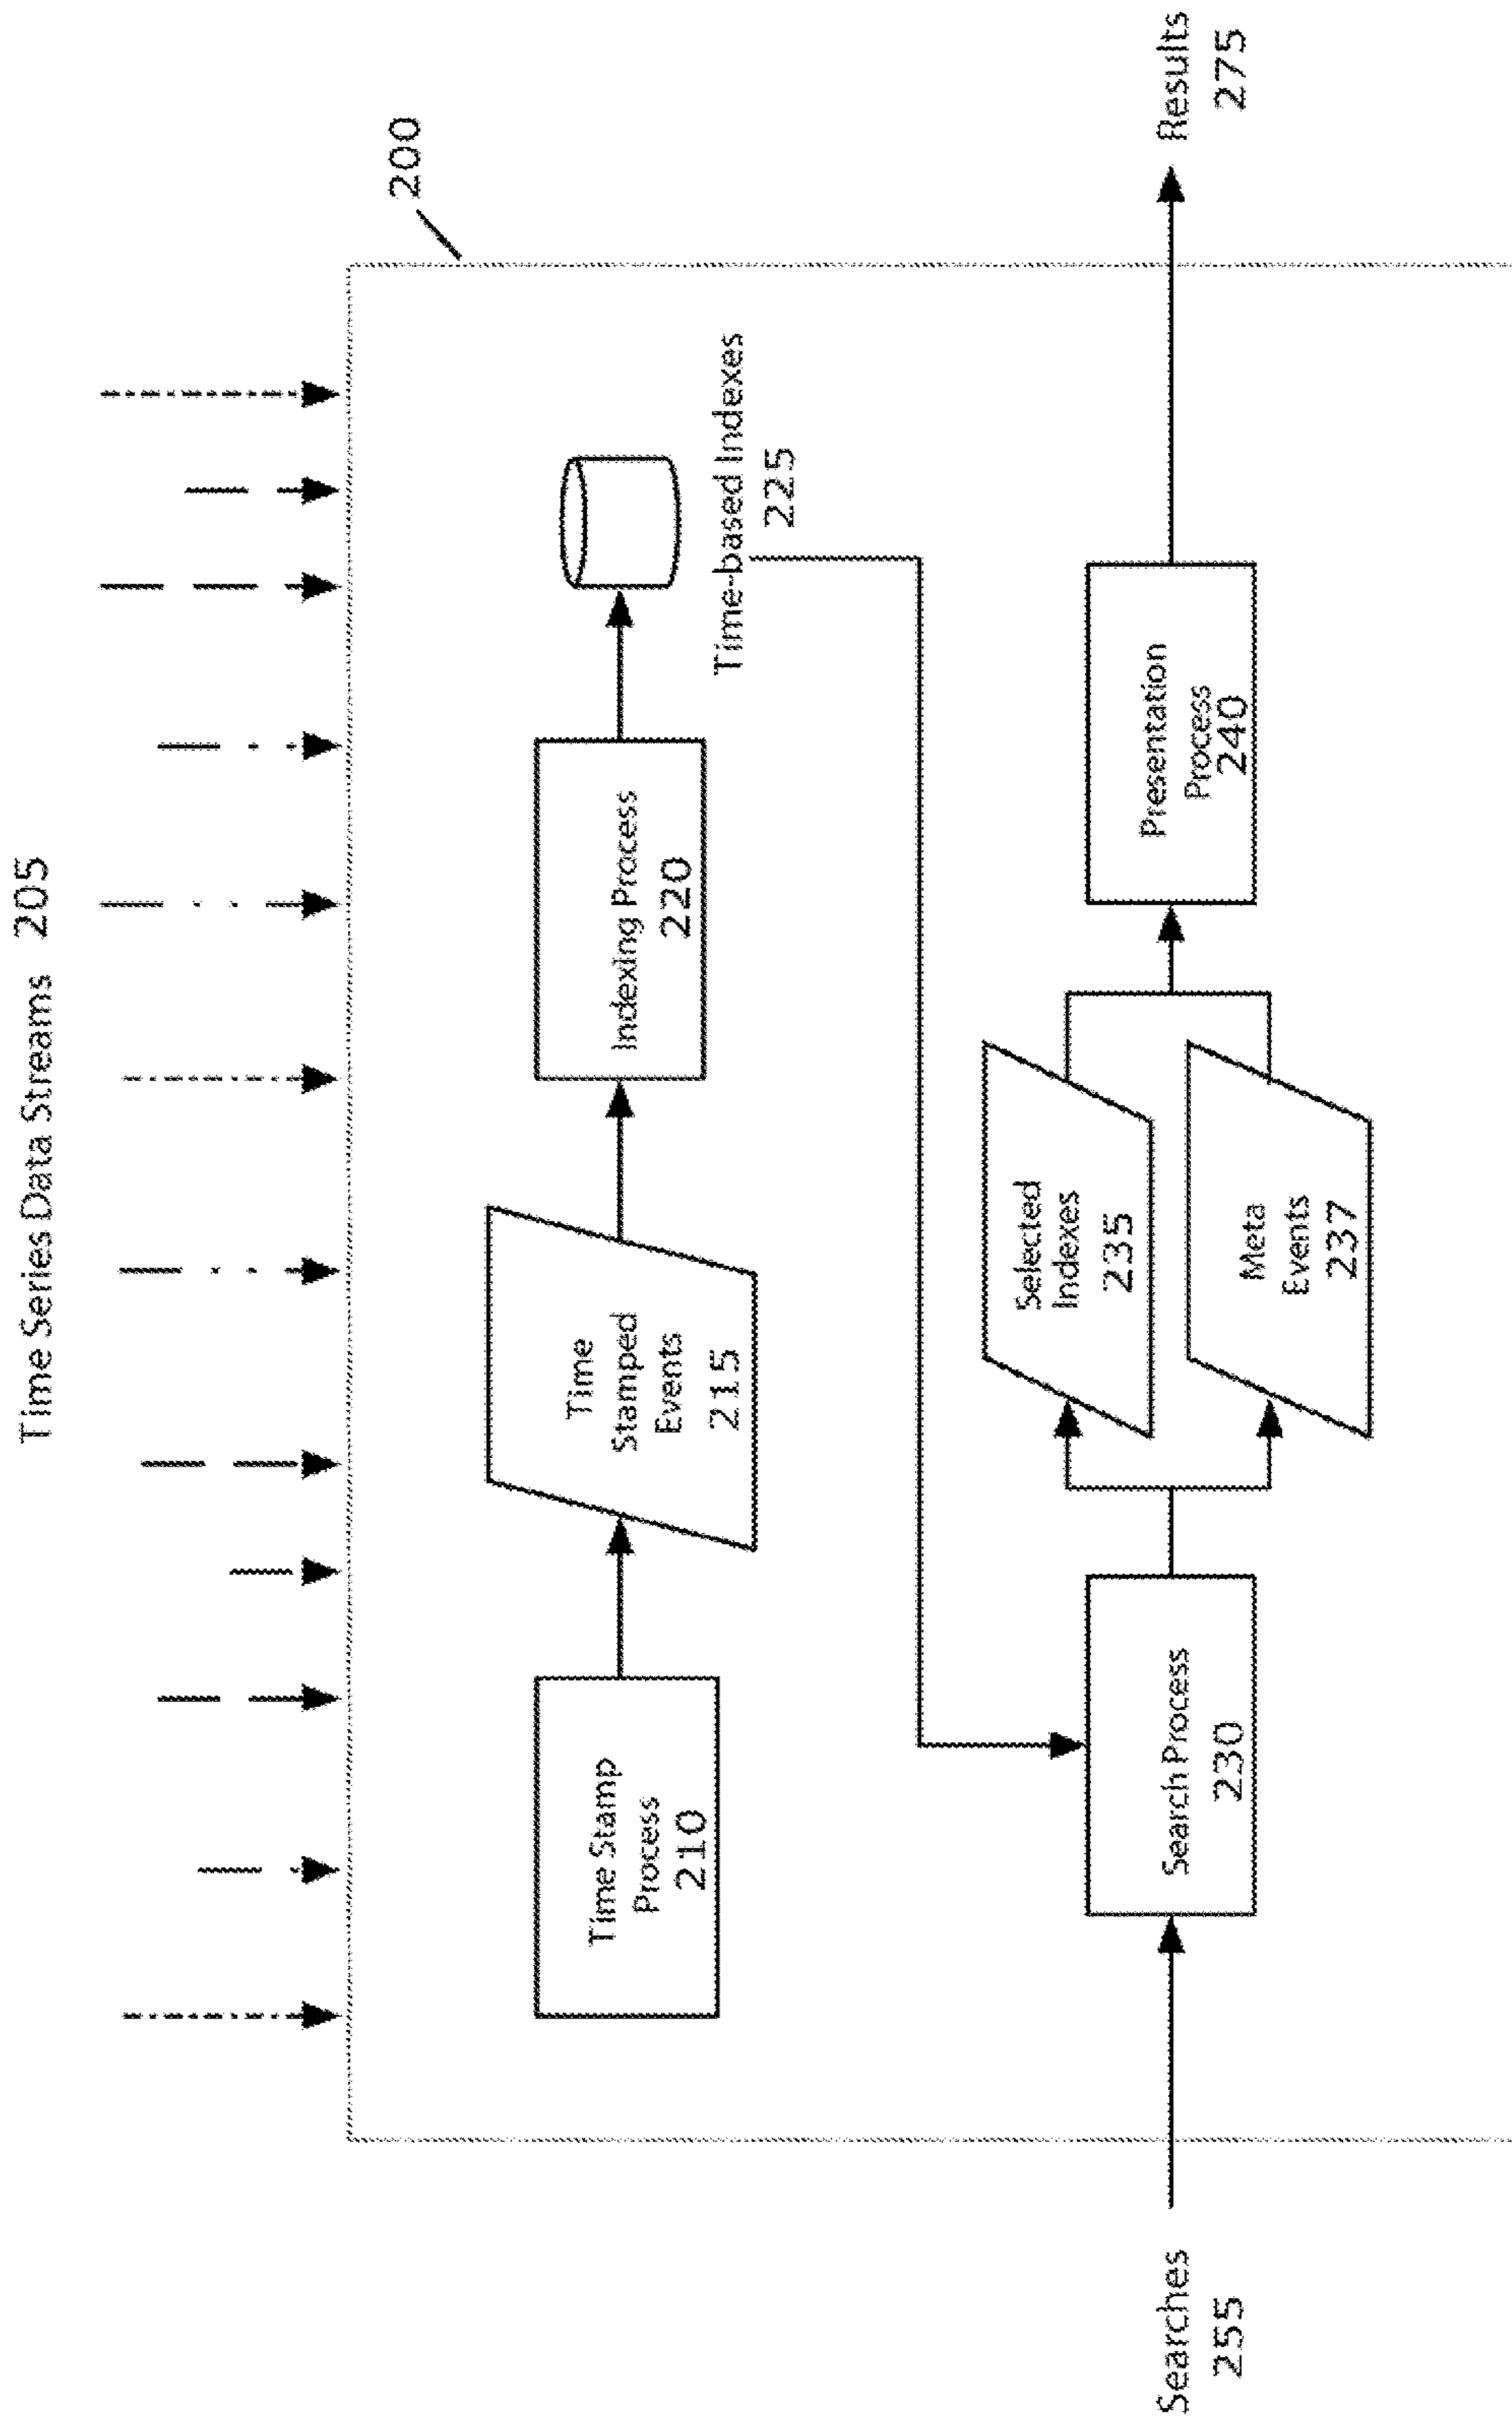 Time Series Data Streams 205
200
Time Stamp
Process
210
Time
Stamped
Events
215
Indexing Process
220
Time-based Indexes
225
Searches
255
Search Process
230
Selected
Indexes
235
Meta
Events
237
Presentation
Process
240
Results
275